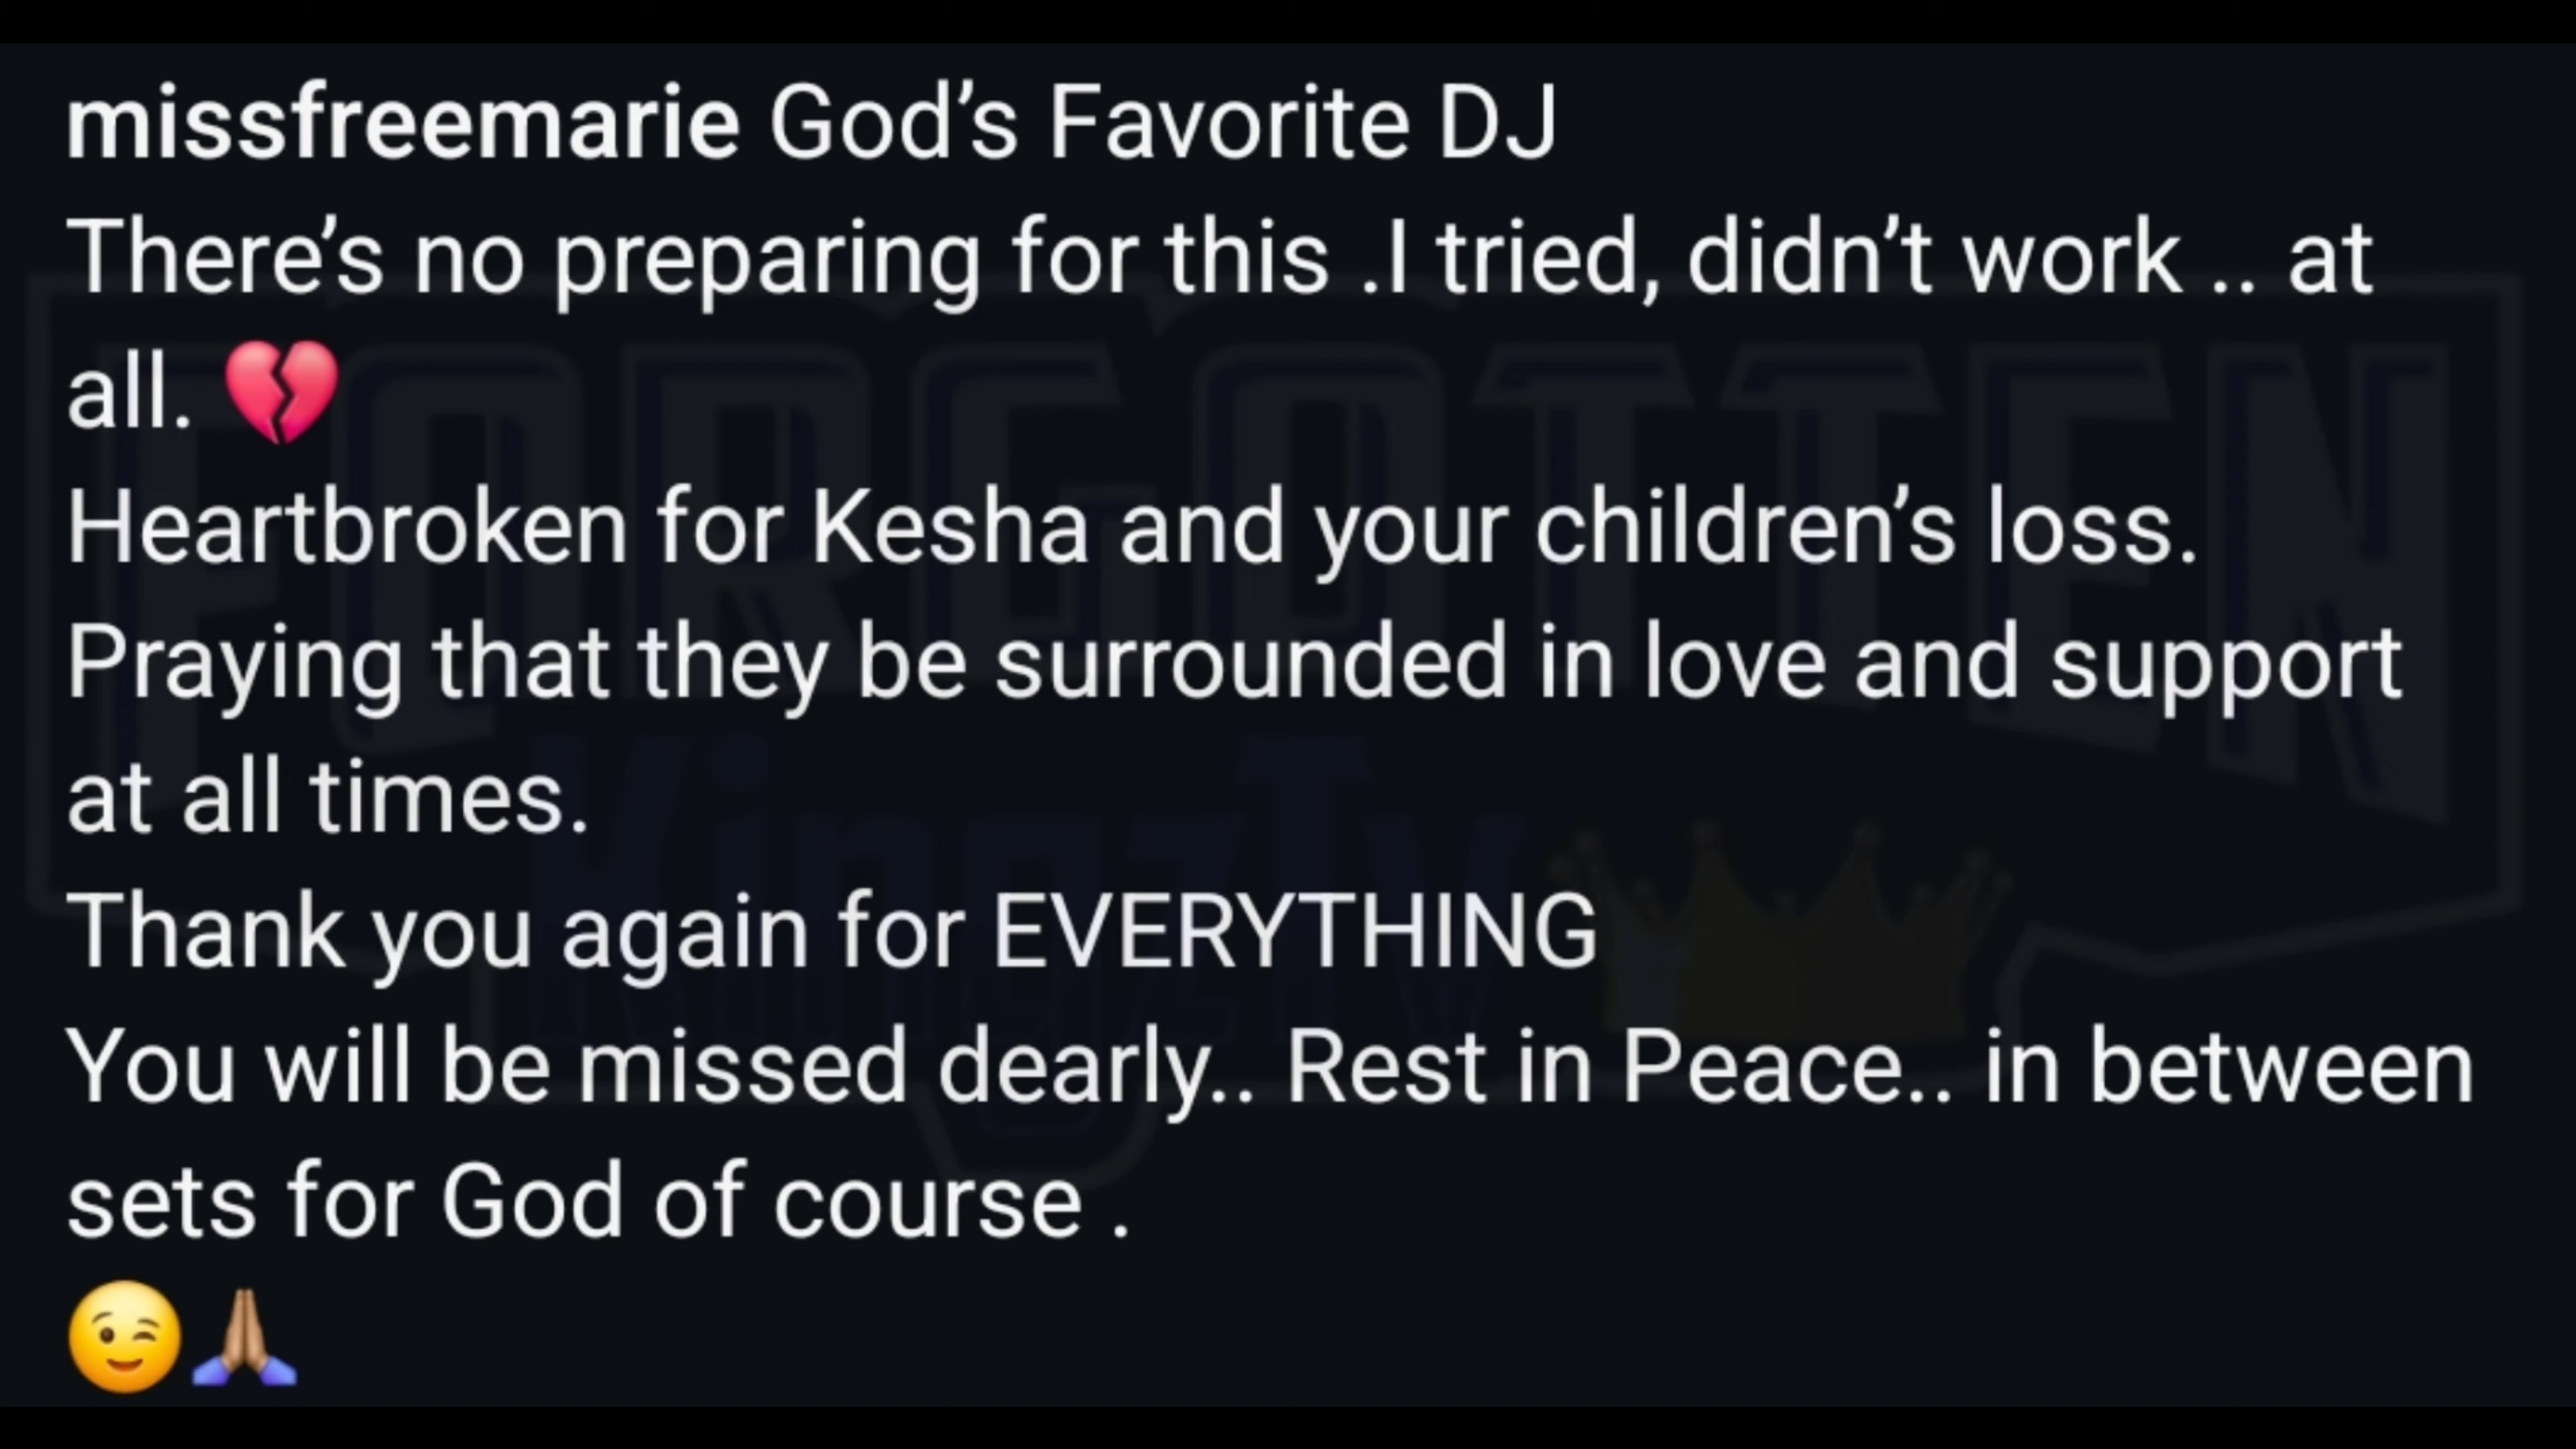 missfreemarie God’s Favorite DJ
There’s no preparing for this .I tried, didn’t work .. at
all. 💔
Heartbroken for Kesha and your children’s loss.
Praying that they be surrounded in love and support
at all times.
Thank you again for EVERYTHING
You will be missed dearly.. Rest in Peace.. in between
sets for God of course .
😉🙏🏽
FORGOTTEN
KingzTv